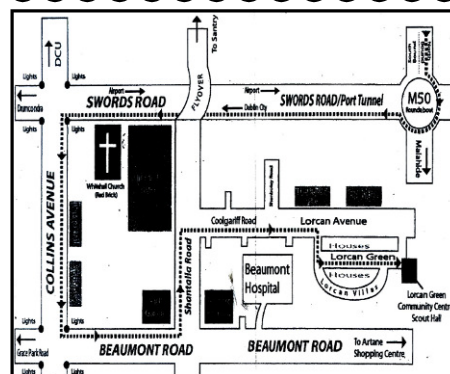 To Santry
DCU
Lights
Lights
Airport
Airport
FLYOVER
Drumcondra
SWORDS ROAD
SWORDS ROAD/Port Tunnel
Dublin City
M50
Roundabout
Lights
Lights
Malahide
Whitehall Church
(Red Brick)
COLLINS AVENUE
Coolgariff Road
Lorcan Avenue
Shantalla Road
Houses
Lorcan Green
Houses
Lorcan Villas
Beaumont
Hospital
Lorcan Green
Community Centre
Scout Hall
Lights
Lights
BEAUMONT ROAD
BEAUMONT ROAD
To Artane
Shopping Centre
Grace Park Road